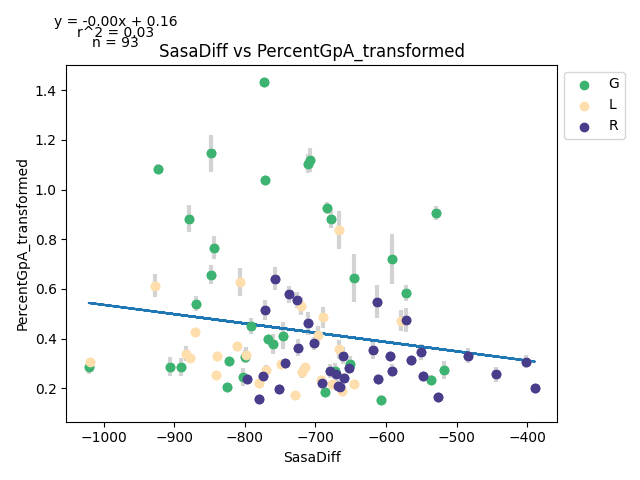 y = -0.00x + 0.16
r^2 = 0.03
n = 93
SasaDiff vs PercentGpA_transformed
G
L
R
PercentGpA_transformed
1.4
1.2
1.0
0.8
0.6
0.4
0.2
−1000 −900 −800 −700 −600 −500 −400
SasaDiff